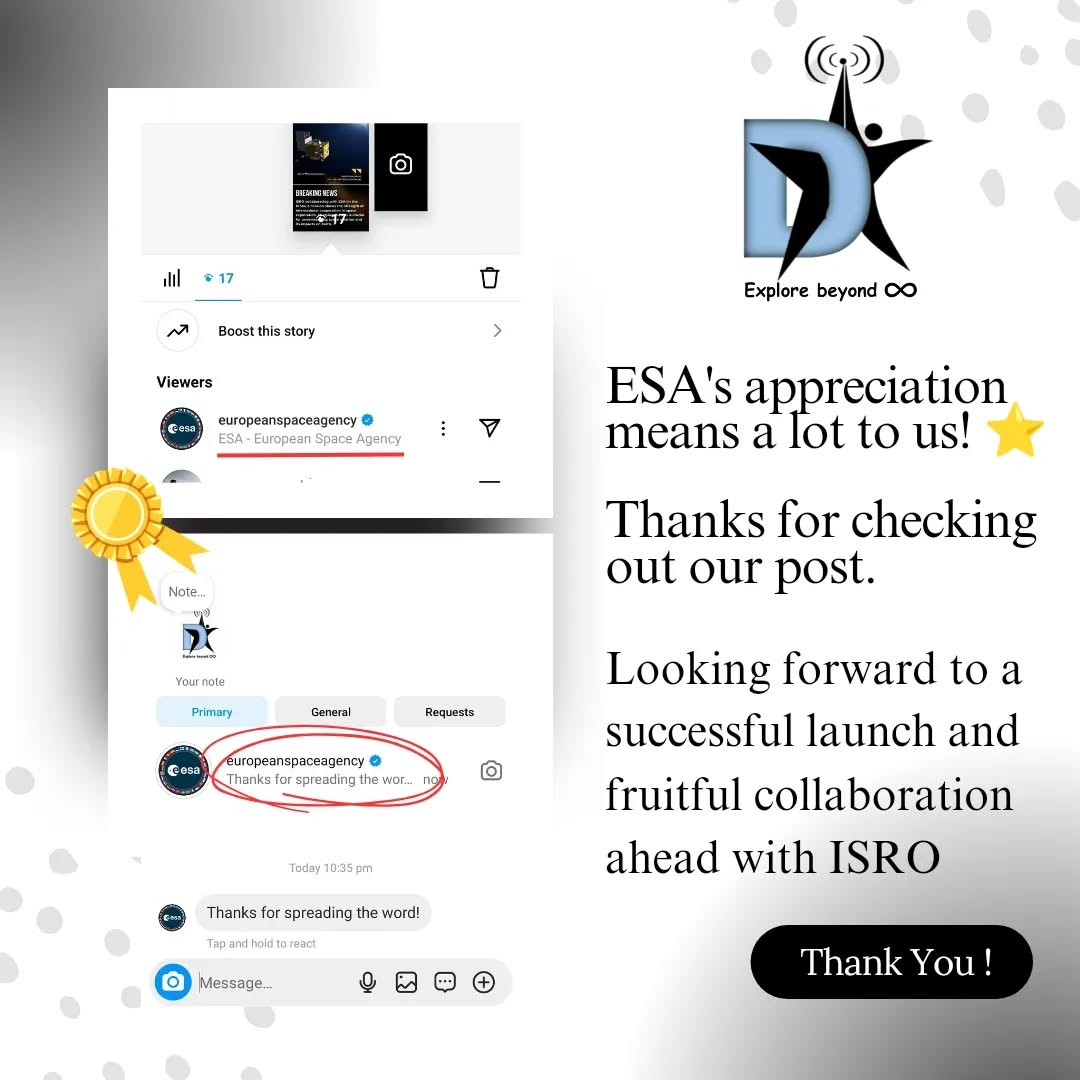 BREAKING NEWS
17
17
Boost this story
Viewers
europeanspaceagency
ESA - European Space Agency
esa
Note...
D
Explore beyond ∞
Your note
Primary
General
Requests
europeanspaceagency
Thanks for spreading the wor... now
esa
Today 10:35 pm
Thanks for spreading the word!
esa
Tap and hold to react
Message...
D
Explore beyond ∞
ESA's appreciation
means a lot to us! ⭐
Thanks for checking
out our post.
Looking forward to a
successful launch and
fruitful collaboration
ahead with ISRO
Thank You !